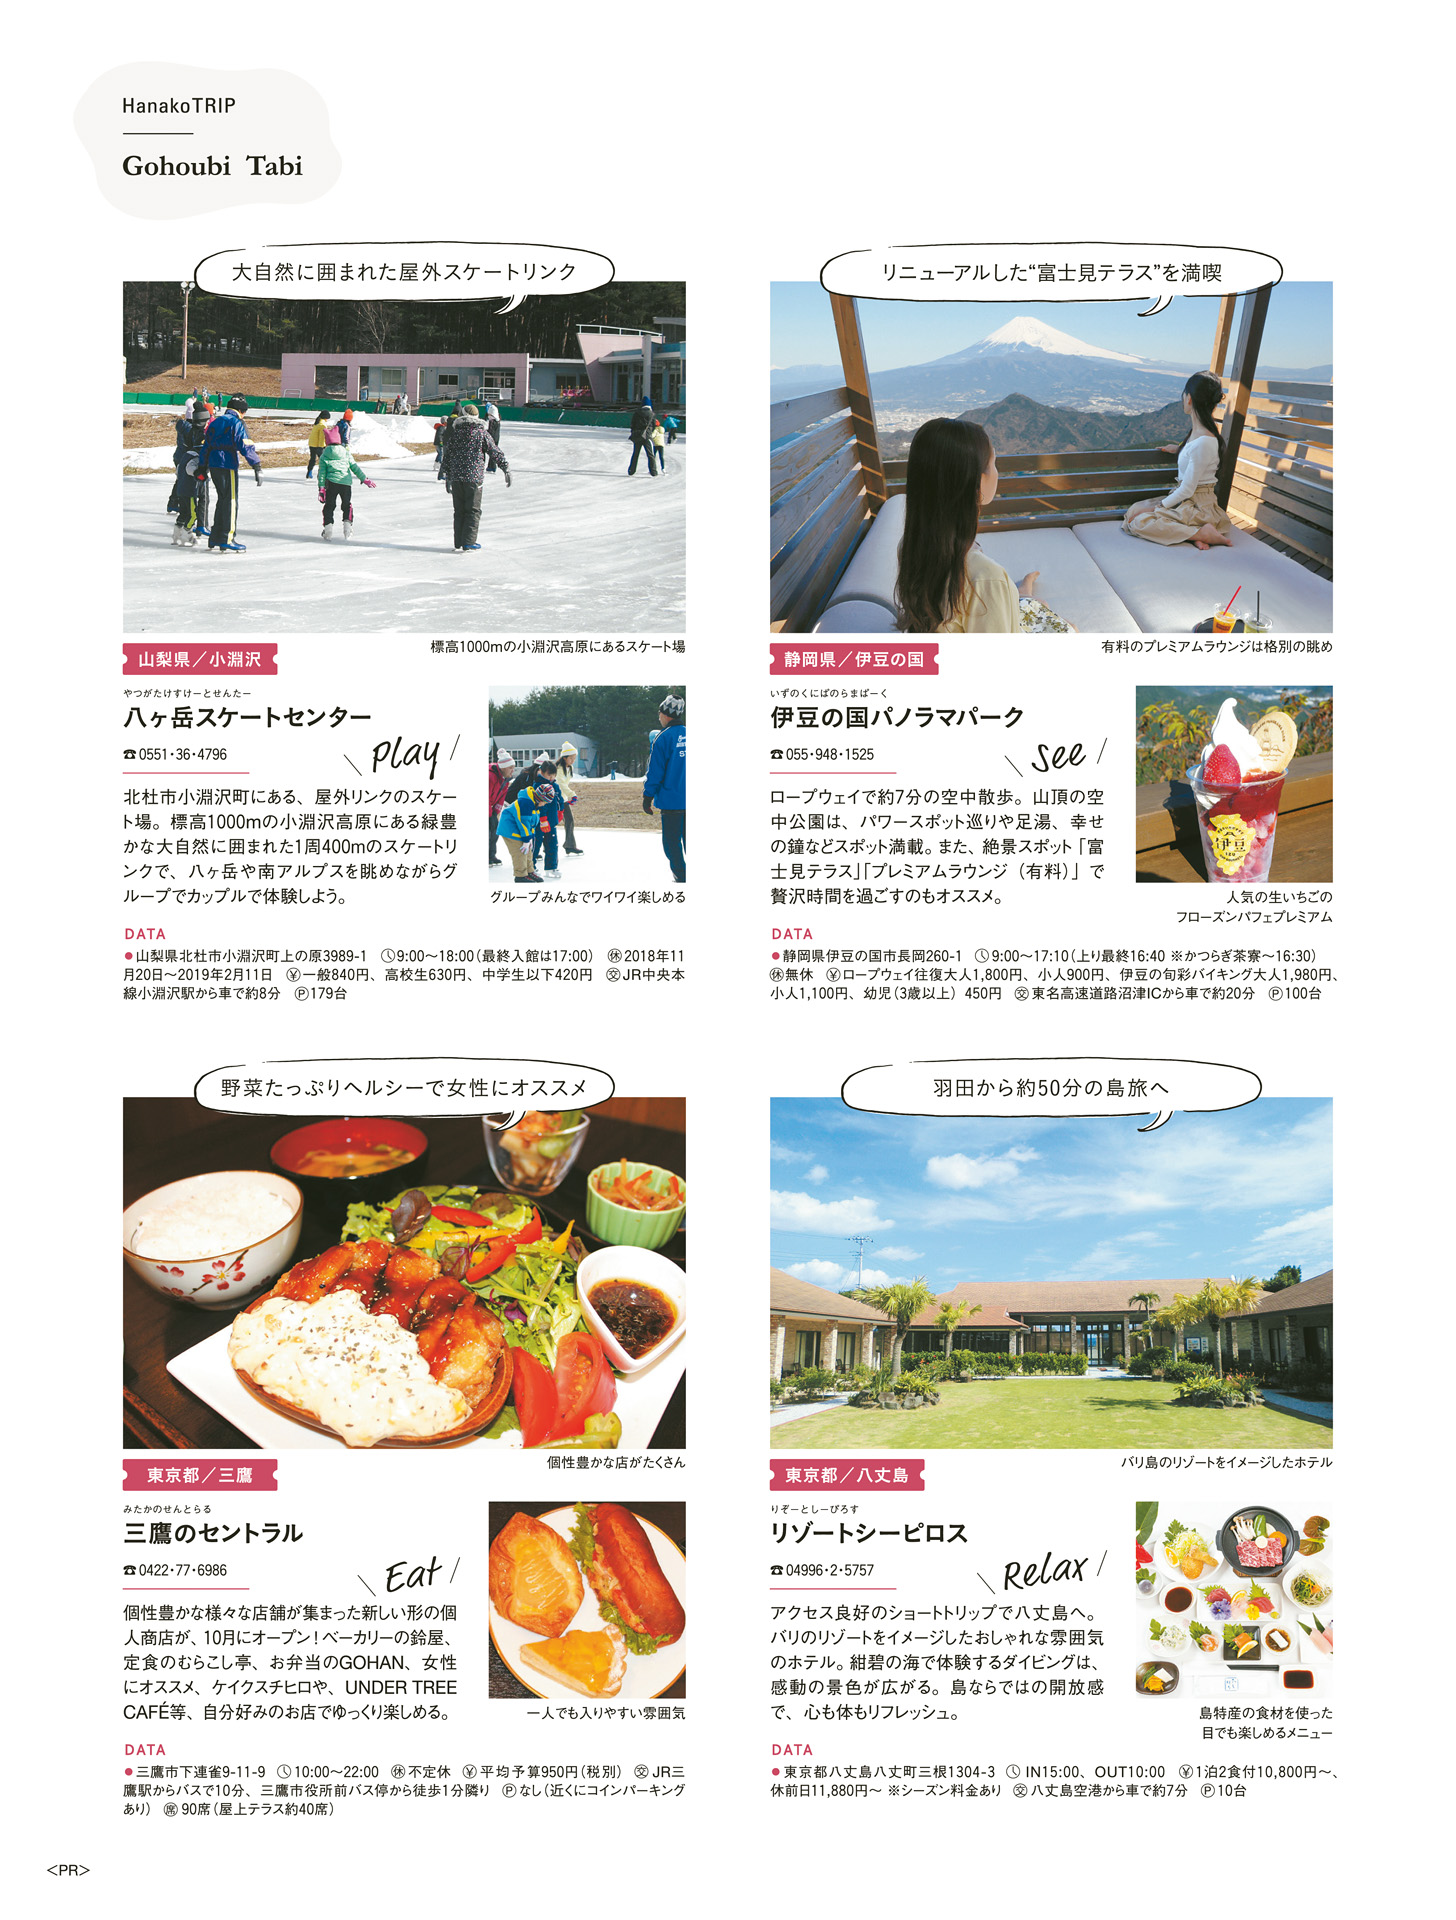 HanakoTRIP
Gohoubi Tabi
大自然に囲まれた屋外スケートリンク
標高1000mの小淵沢高原にあるスケート場
山梨県／小淵沢
やつがたけすけーとせんたー
八ヶ岳スケートセンター
☎0551・36・4796
play
北杜市小淵沢町にある、屋外リンクのスケー
ト場。標高1000mの小淵沢高原にある緑豊
かな大自然に囲まれた1周400mのスケートリ
ンクで、八ヶ岳や南アルプスを眺めながらグ
ループでカップルで体験しよう。
グループみんなでワイワイ楽しめる
DATA
●山梨県北杜市小淵沢町上の原3989-1 9:00〜18:00（最終入館は17:00） ㊡2018年11
月20日〜2019年2月11日 ¥一般840円、高校生630円、中学生以下420円 交JR中央本
線小淵沢駅から車で約8分 Ⓟ179台
リニューアルした“富士見テラス”を満喫
有料のプレミアムラウンジは格別の眺め
静岡県／伊豆の国
いずのくにぱのらまぱーく
伊豆の国パノラマパーク
☎055・948・1525
see
ロープウェイで約7分の空中散歩。山頂の空
中公園は、パワースポット巡りや足湯、幸せ
の鐘などスポット満載。また、絶景スポット「富
士見テラス」「プレミアムラウンジ（有料）」で
贅沢時間を過ごすのもオススメ。
伊豆
人気の生いちごの
フローズンパフェプレミアム
DATA
●静岡県伊豆の国市長岡260-1 9:00〜17:10（上り最終16:40 ※かつらぎ茶寮〜16:30）
㊡無休 ¥ロープウェイ往復大人1,800円、小人900円、伊豆の旬彩バイキング大人1,980円、
小人1,100円、幼児（3歳以上）450円 交東名高速道路沼津ICから車で約20分 Ⓟ100台
野菜たっぷりヘルシーで女性にオススメ
個性豊かな店がたくさん
東京都／三鷹
みたかのせんとらる
三鷹のセントラル
☎0422・77・6986
Eat
個性豊かな様々な店舗が集まった新しい形の個
人商店が、10月にオープン！ベーカリーの鈴屋、
定食のむらこし亭、お弁当のGOHAN、女性
にオススメ、ケイクスチヒロや、UNDER TREE
CAFÉ等、自分好みのお店でゆっくり楽しめる。
一人でも入りやすい雰囲気
DATA
●三鷹市下連雀9-11-9 10:00〜22:00 ㊡不定休 ¥平均予算950円（税別） 交JR三
鷹駅からバスで10分、三鷹市役所前バス停から徒歩1分隣り Ⓟなし（近くにコインパーキング
あり） 席90席（屋上テラス約40席）
羽田から約50分の島旅へ
バリ島のリゾートをイメージしたホテル
東京都／八丈島
りぞーとしーぴろす
リゾートシーピロス
☎04996・2・5757
Relax
アクセス良好のショートトリップで八丈島へ。
バリのリゾートをイメージしたおしゃれな雰囲気
のホテル。紺碧の海で体験するダイビングは、
感動の景色が広がる。島ならではの開放感
で、心も体もリフレッシュ。
島特産の食材を使った
目でも楽しめるメニュー
DATA
●東京都八丈島八丈町三根1304-3 IN15:00、OUT10:00 ¥1泊2食付10,800円〜、
休前日11,880円〜 ※シーズン料金あり 交八丈島空港から車で約7分 Ⓟ10台
＜PR＞